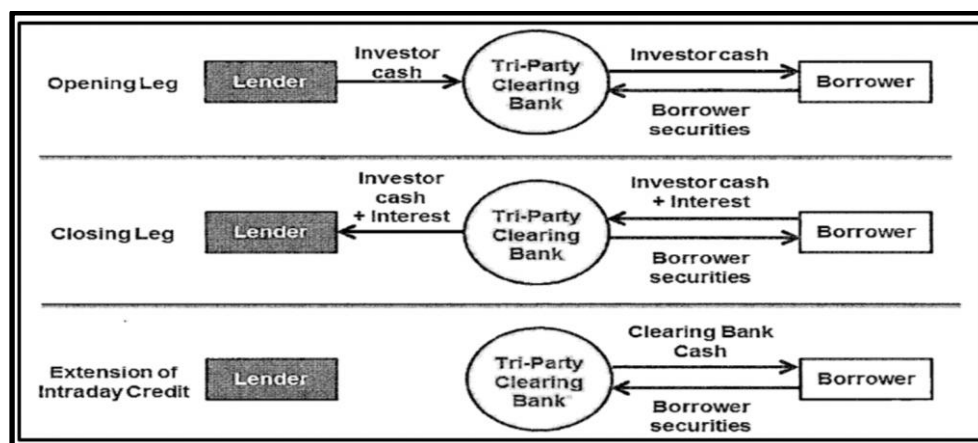 Opening Leg
Lender
Investor
cash
Tri-Party
Clearing
Bank
Investor cash
Borrower
securities
Borrower
Closing Leg
Lender
Investor
cash
+ Interest
Tri-Party
Clearing
Bank
Investor cash
+ Interest
Borrower
securities
Borrower
Extension of
Intraday Credit
Lender
Tri-Party
Clearing
Bank
Clearing Bank
Cash
Borrower
securities
Borrower